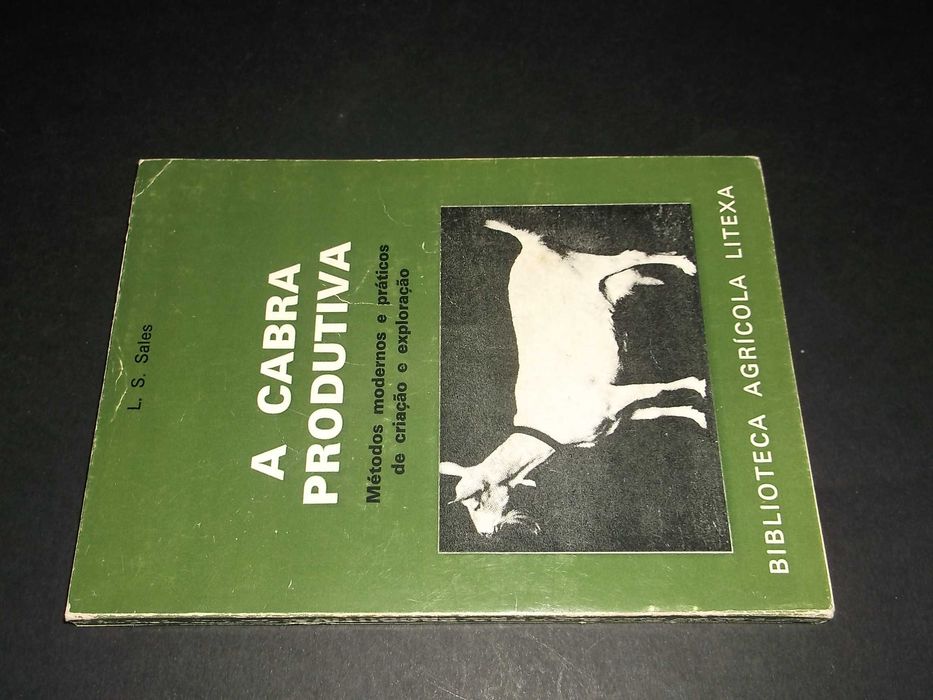 L. S. Sales
A CABRA
PRODUTIVA
Métodos modernos e práticos
de criação e exploração
BIBLIOTECA AGRÍCOLA LITEXA